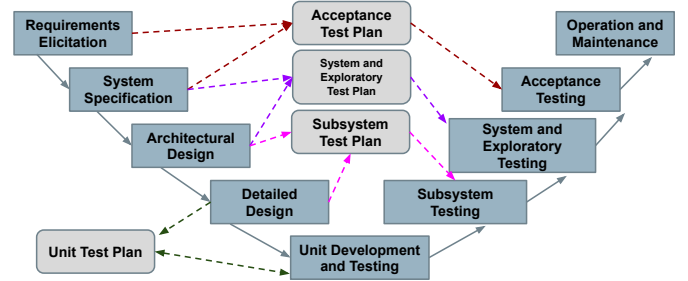 Requirements
Elicitation
Acceptance
Test Plan
Operation and
Maintenance
System
Specification
System and
Exploratory
Test Plan
Acceptance
Testing
Architectural
Design
Subsystem
Test Plan
System and
Exploratory
Testing
Detailed
Design
Subsystem
Testing
Unit Test Plan
Unit Development
and Testing